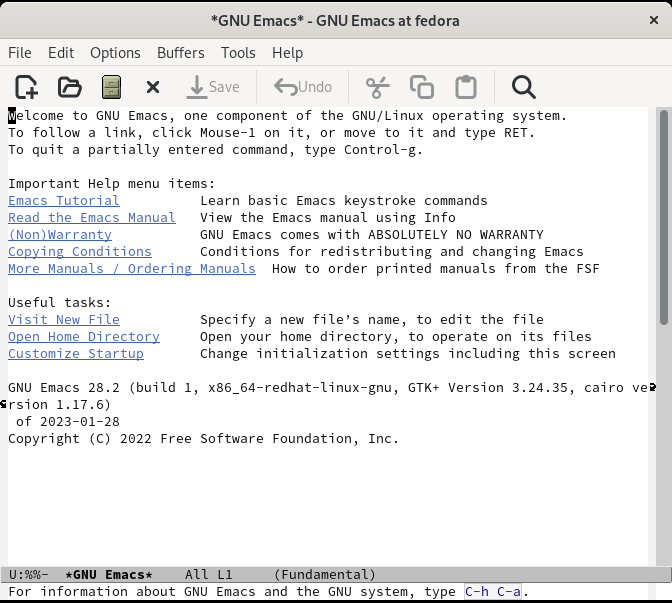 *GNU Emacs* - GNU Emacs at fedora
File Edit Options Buffers Tools Help
Save Undo
Welcome to GNU Emacs, one component of the GNU/Linux operating system.
To follow a link, click Mouse-1 on it, or move to it and type RET.
To quit a partially entered command, type Control-g.
Important Help menu items:
Emacs Tutorial Learn basic Emacs keystroke commands
Read the Emacs Manual View the Emacs manual using Info
(Non)Warranty GNU Emacs comes with ABSOLUTELY NO WARRANTY
Copying Conditions Conditions for redistributing and changing Emacs
More Manuals / Ordering Manuals How to order printed manuals from the FSF
Useful tasks:
Visit New File Specify a new file’s name, to edit the file
Open Home Directory Open your home directory, to operate on its files
Customize Startup Change initialization settings including this screen
GNU Emacs 28.2 (build 1, x86_64-redhat-linux-gnu, GTK+ Version 3.24.35, cairo ve
rsion 1.17.6)
of 2023-01-28
Copyright (C) 2022 Free Software Foundation, Inc.
U:%%- *GNU Emacs* All L1 (Fundamental)
For information about GNU Emacs and the GNU system, type C-h C-a.